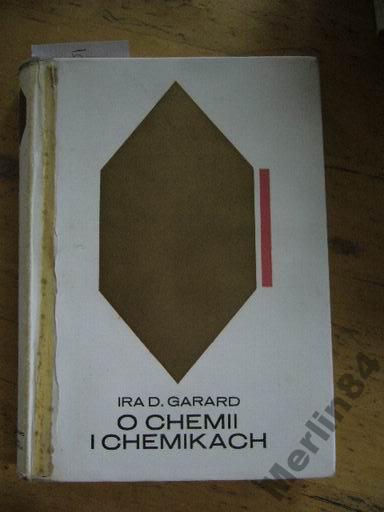 IRA D. GARARD
O CHEMII
I CHEMIKACH
Merlin84